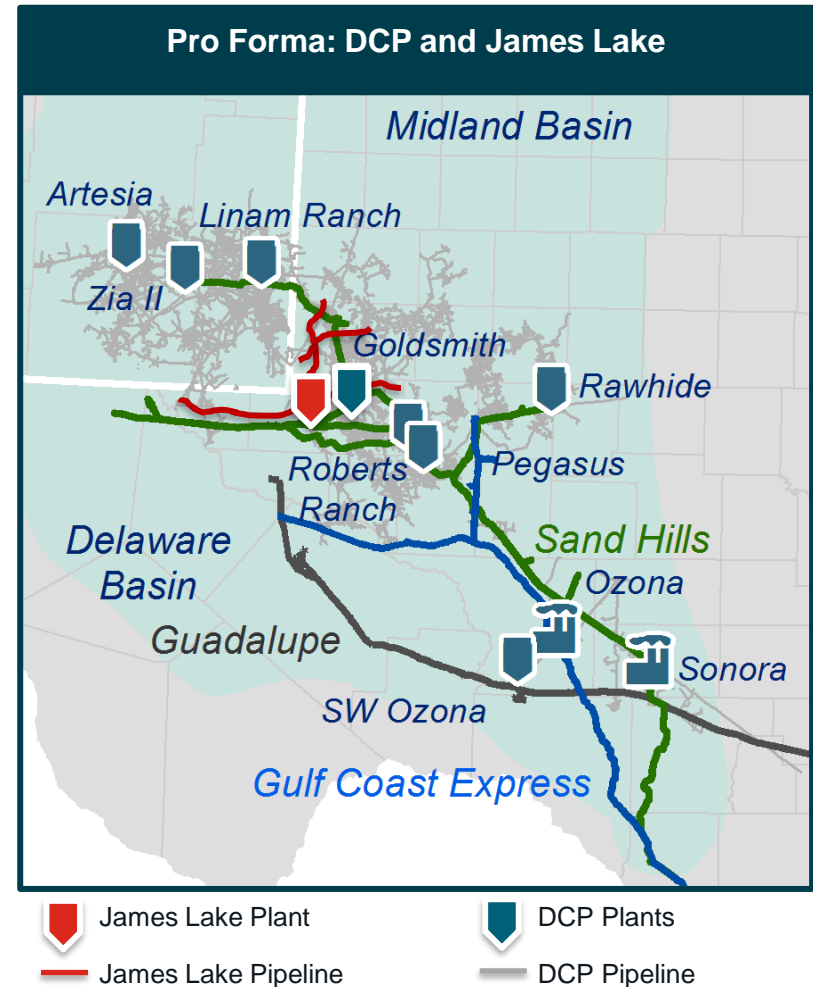 Pro Forma: DCP and James Lake
Midland Basin
Artesia
Linam Ranch
Zia II
Goldsmith
Rawhide
Roberts
Ranch
Pegasus
Delaware
Basin
Sand Hills
Ozona
Guadalupe
Sonora
SW Ozona
Gulf Coast Express
James Lake Plant
DCP Plants
James Lake Pipeline
DCP Pipeline